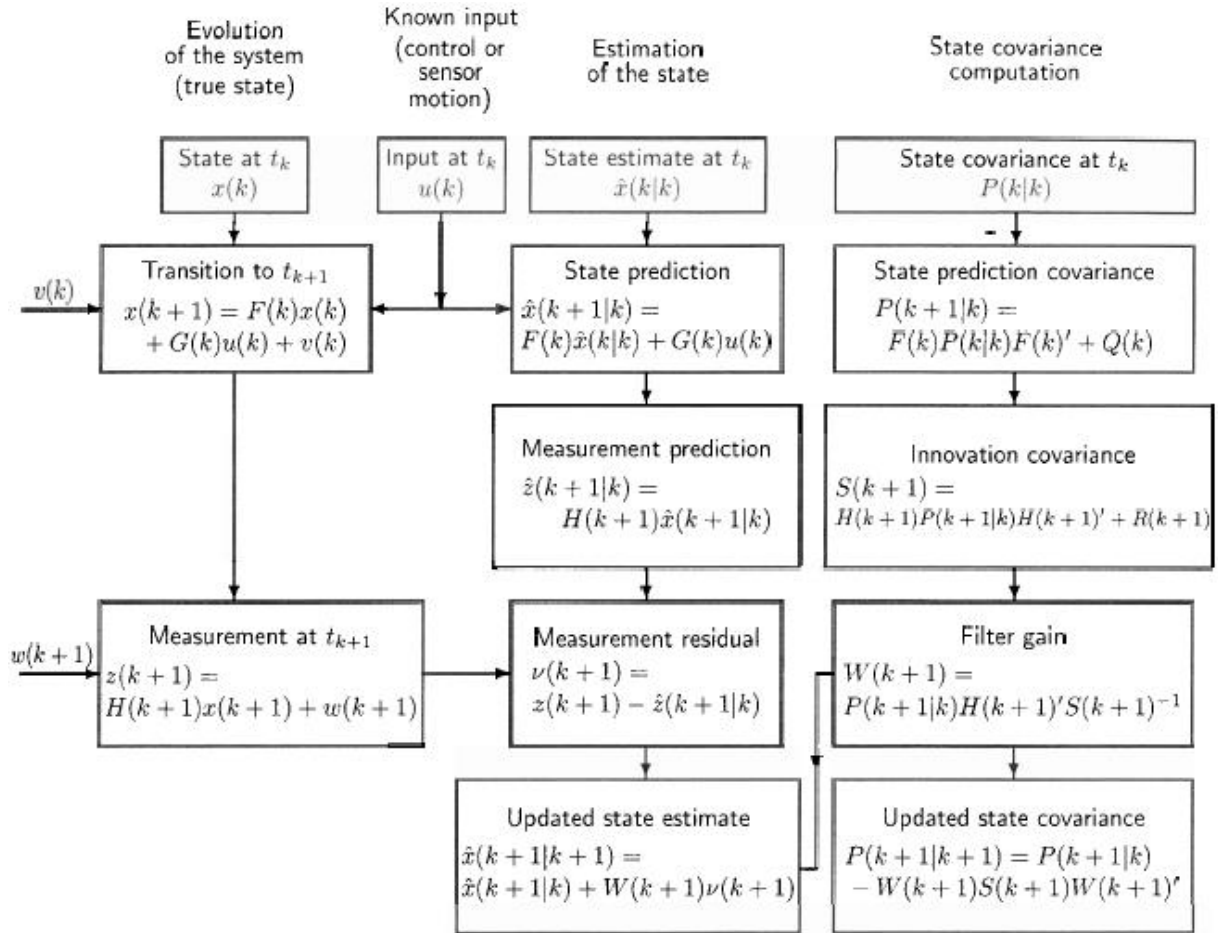 Evolution
of the system
(true state)
Known input
(control or
sensor
motion)
Estimation
of the state
State covariance
computation
State at t_k
x(k)
Input at t_k
u(k)
State estimate at t_k
x̂(k|k)
State covariance at t_k
P(k|k)
v(k)
Transition to t_{k+1}
x(k + 1) = F(k)x(k)
+ G(k)u(k) + v(k)
State prediction
x̂(k + 1|k) =
F(k)x̂(k|k) + G(k)u(k)
State prediction covariance
P(k + 1|k) =
F(k)P(k|k)F(k)′ + Q(k)
Measurement prediction
ẑ(k + 1|k) =
H(k + 1)x̂(k + 1|k)
Innovation covariance
S(k + 1) =
H(k + 1)P(k + 1|k)H(k + 1)′ + R(k + 1)
w(k + 1)
Measurement at t_{k+1}
z(k + 1) =
H(k + 1)x(k + 1) + w(k + 1)
Measurement residual
ν(k + 1) =
z(k + 1) − ẑ(k + 1|k)
Filter gain
W(k + 1) =
P(k + 1|k)H(k + 1)′S(k + 1)⁻¹
Updated state estimate
x̂(k + 1|k + 1) =
x̂(k + 1|k) + W(k + 1)ν(k + 1)
Updated state covariance
P(k + 1|k + 1) = P(k + 1|k)
− W(k + 1)S(k + 1)W(k + 1)′